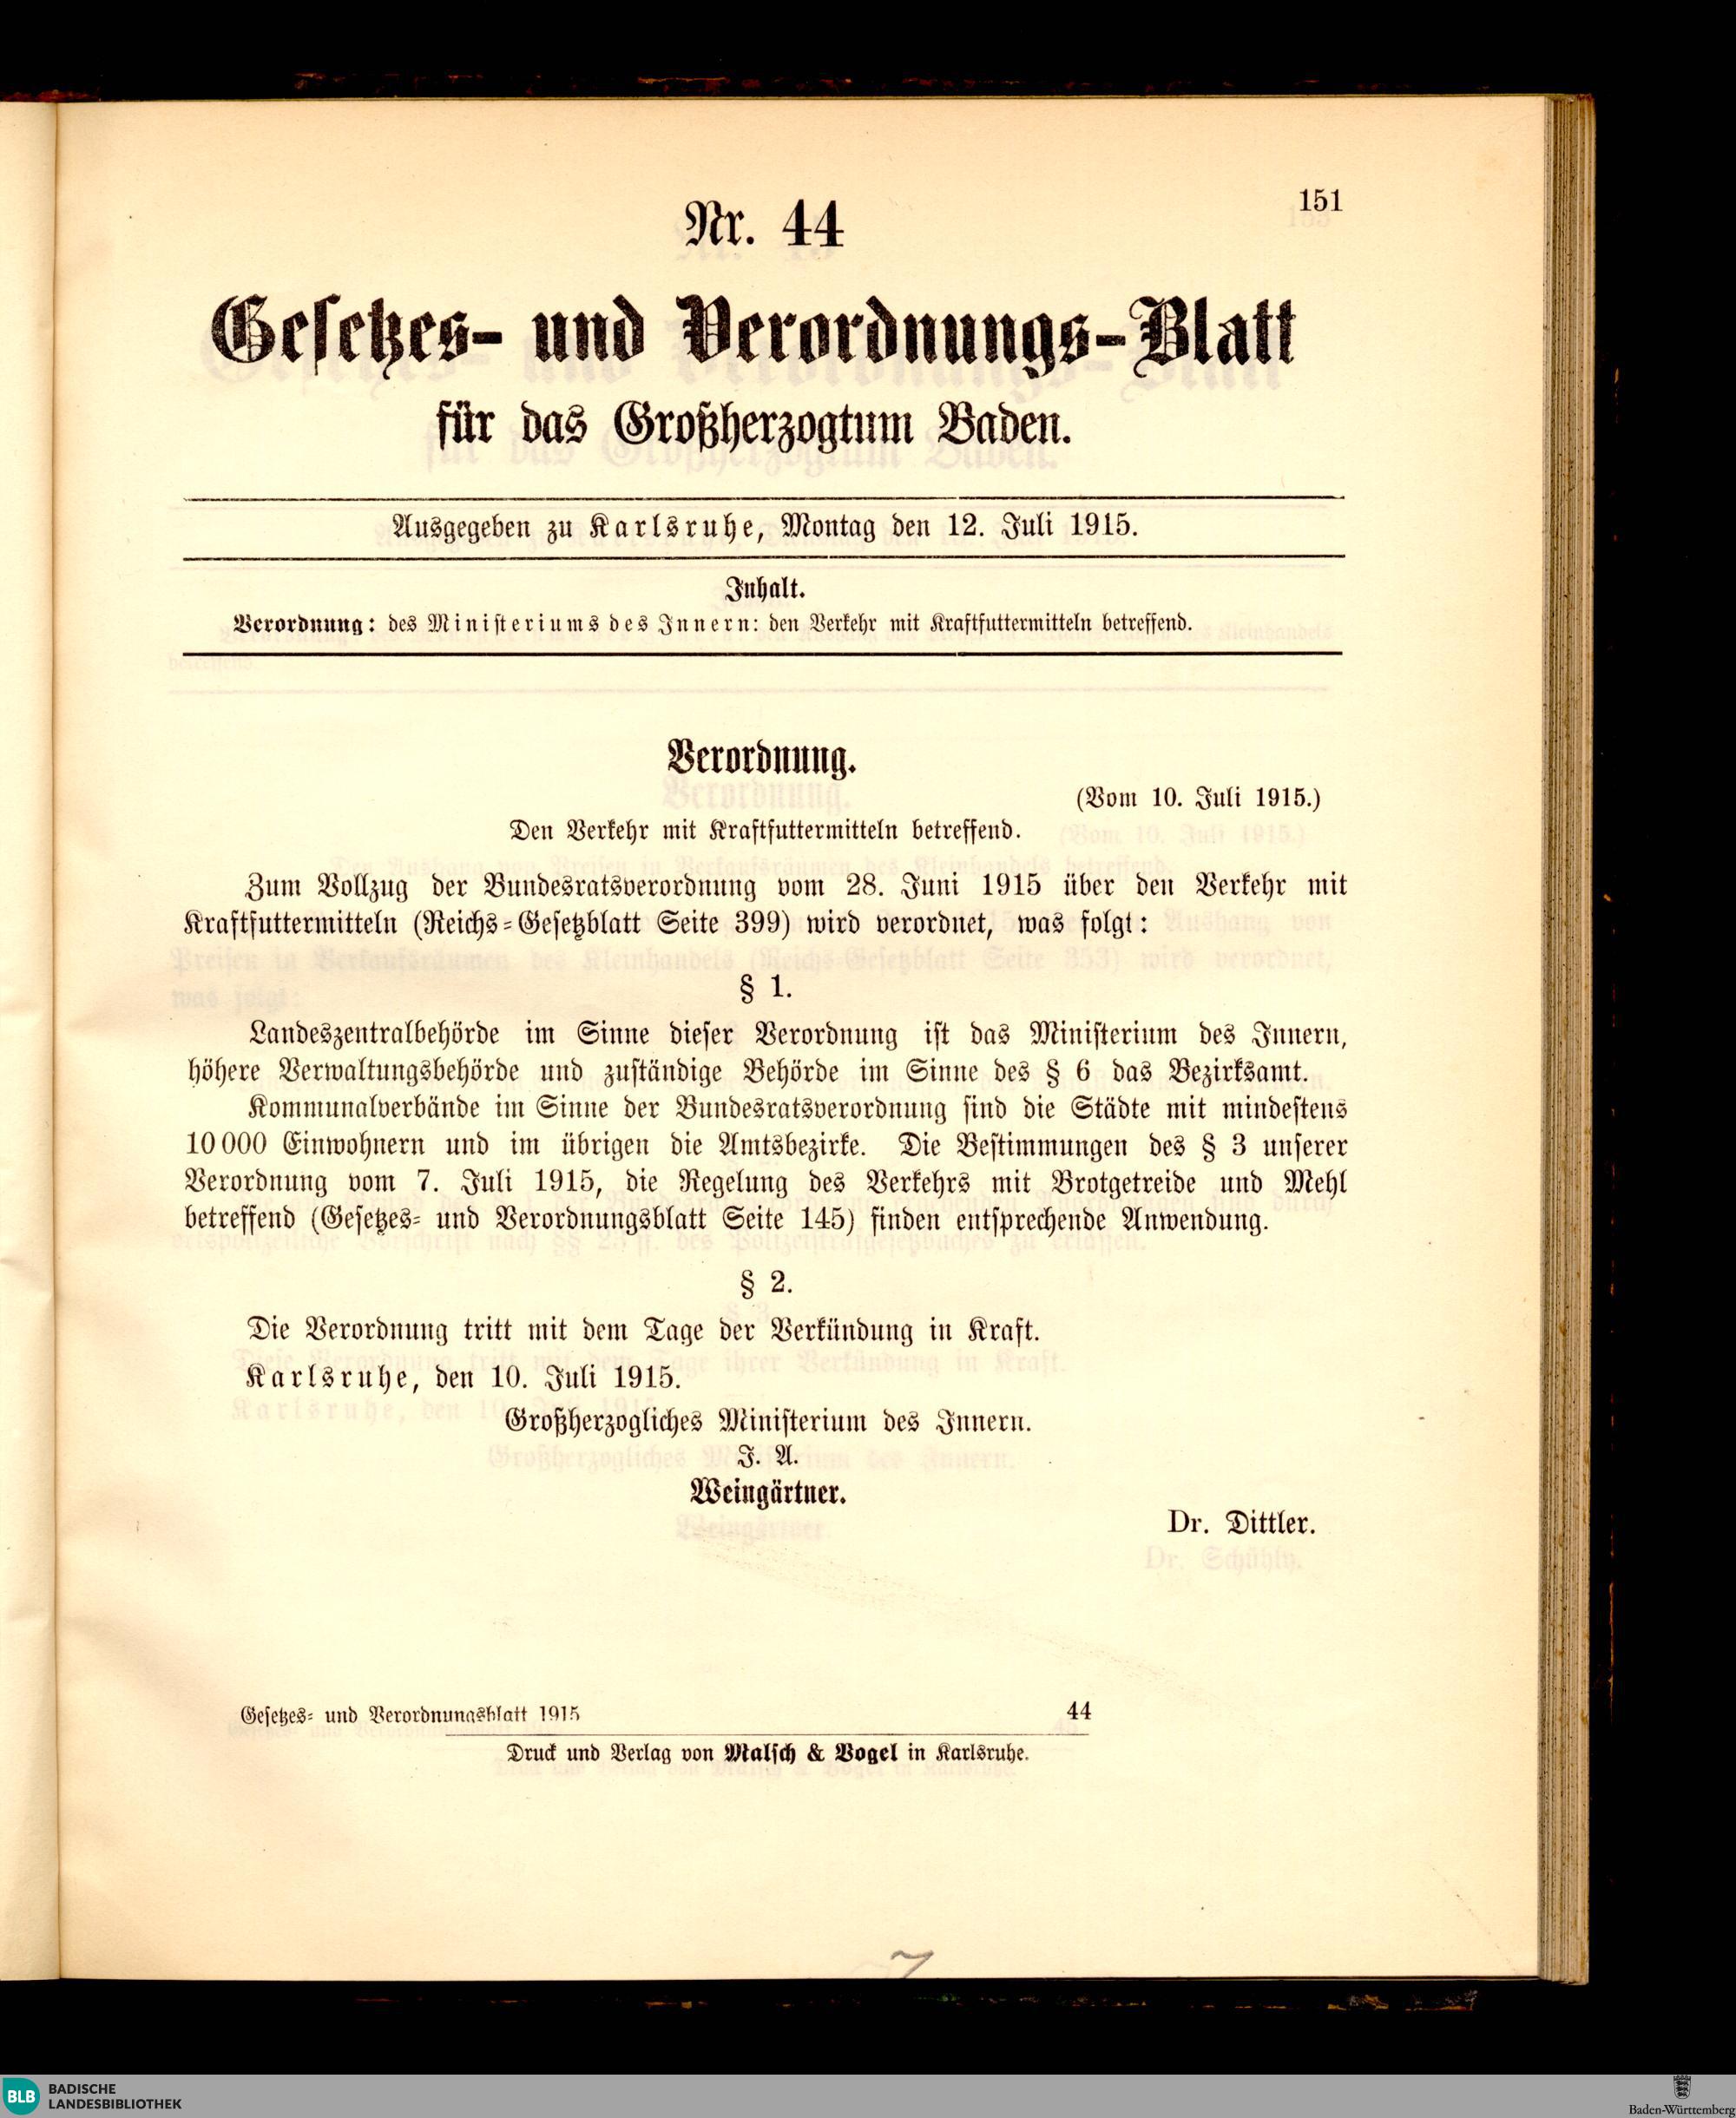 151
Nr. 44
Gesetzes- und Verordnungs-Blatt
für das Großherzogtum Baden.
Ausgegeben zu Karlsruhe, Montag den 12. Juli 1915.
Inhalt.
Verordnung: des Ministeriums des Innern: den Verkehr mit Kraftfuttermitteln betreffend.
Verordnung.
(Vom 10. Juli 1915.)
Den Verkehr mit Kraftfuttermitteln betreffend.
Zum Vollzug der Bundesratsverordnung vom 28. Juni 1915 über den Verkehr mit
Kraftfuttermitteln (Reichs-Gesetzblatt Seite 399) wird verordnet, was folgt:
§ 1.
Landeszentralbehörde im Sinne dieser Verordnung ist das Ministerium des Innern,
höhere Verwaltungsbehörde und zuständige Behörde im Sinne des § 6 das Bezirksamt.
Kommunalverbände im Sinne der Bundesratsverordnung sind die Städte mit mindestens
10 000 Einwohnern und im übrigen die Amtsbezirke. Die Bestimmungen des § 3 unserer
Verordnung vom 7. Juli 1915, die Regelung des Verkehrs mit Brotgetreide und Mehl
betreffend (Gesetzes- und Verordnungsblatt Seite 145) finden entsprechende Anwendung.
§ 2.
Die Verordnung tritt mit dem Tage der Verkündung in Kraft.
Karlsruhe, den 10. Juli 1915.
Großherzogliches Ministerium des Innern.
J. A.
Weingärtner.
Dr. Dittler.
Gesetzes- und Verordnungsblatt 1915
44
Druck und Verlag von Malsch & Vogel in Karlsruhe.
BLB BADISCHE
LANDESBIBLIOTHEK
Baden-Württemberg